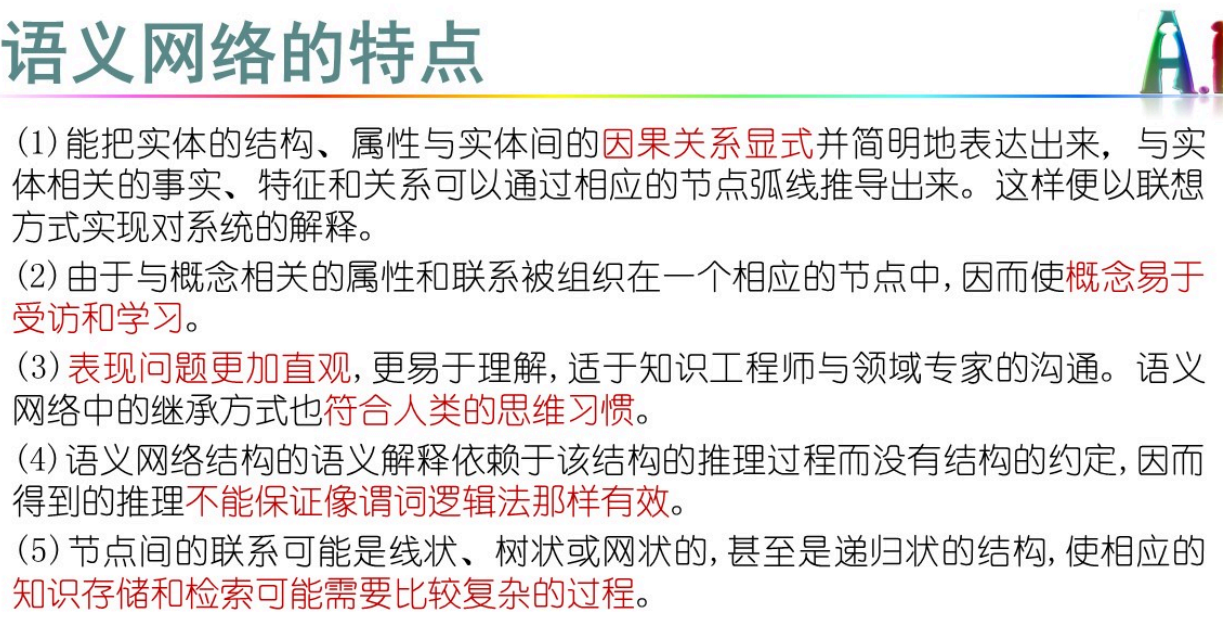 语义网络的特点
A.I
(1)能把实体的结构、属性与实体间的因果关系显式并简明地表达出来，与实
体相关的事实、特征和关系可以通过相应的节点弧线推导出来。这样便以联想
方式实现对系统的解释。
(2)由于与概念相关的属性和联系被组织在一个相应的节点中,因而使概念易于
受访和学习。
(3)表现问题更加直观,更易于理解,适于知识工程师与领域专家的沟通。语义
网络中的继承方式也符合人类的思维习惯。
(4)语义网络结构的语义解释依赖于该结构的推理过程而没有结构的约定,因而
得到的推理不能保证像谓词逻辑法那样有效。
(5)节点间的联系可能是线状、树状或网状的,甚至是递归状的结构,使相应的
知识存储和检索可能需要比较复杂的过程。